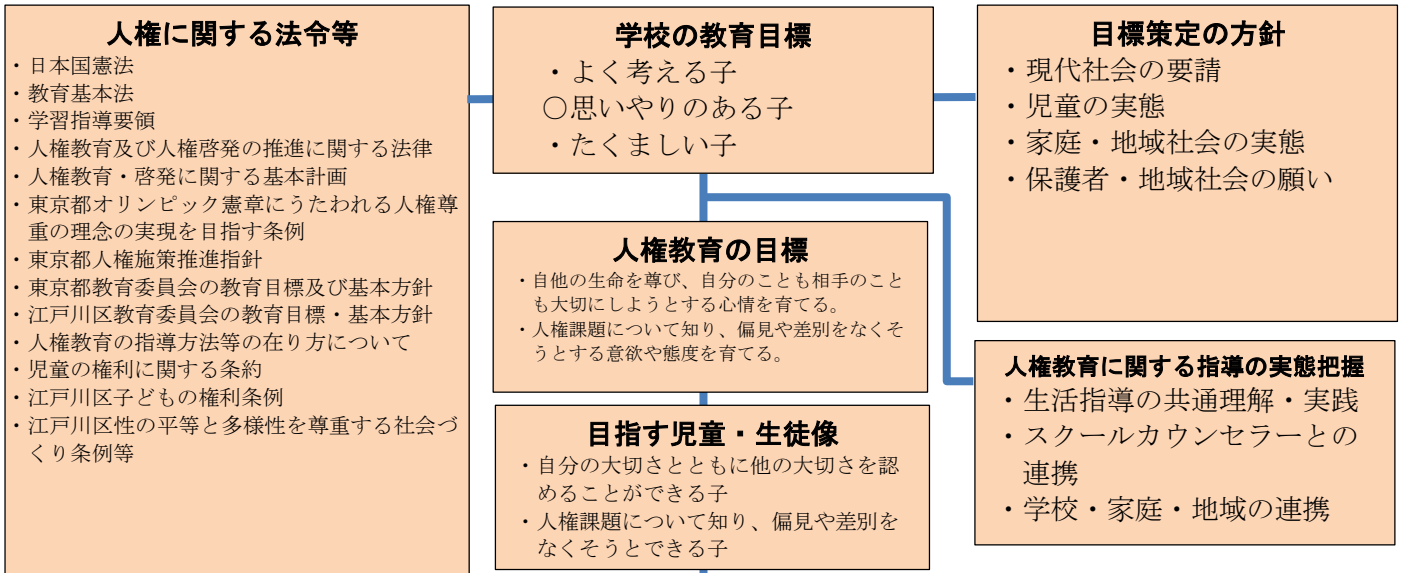 人権に関する法令等
・日本国憲法
・教育基本法
・学習指導要領
・人権教育及び人権啓発の推進に関する法律
・人権教育・啓発に関する基本計画
・東京都オリンピック憲章にうたわれる人権尊
重の理念の実現を目指す条例
・東京都人権施策推進指針
・東京都教育委員会の教育目標及び基本方針
・江戸川区教育委員会の教育目標・基本方針
・人権教育の指導方法等の在り方について
・児童の権利に関する条約
・江戸川区子どもの権利条例
・江戸川区性の平等と多様性を尊重する社会づ
くり条例等
学校の教育目標
・よく考える子
○思いやりのある子
・たくましい子
人権教育の目標
・自他の生命を尊び、自分のことも相手のこと
も大切にしようとする心情を育てる。
・人権課題について知り、偏見や差別をなくそ
うとする意欲や態度を育てる。
目指す児童・生徒像
・自分の大切さとともに他の大切さを認
めることができる子
・人権課題について知り、偏見や差別を
なくそうとできる子
目標策定の方針
・現代社会の要請
・児童の実態
・家庭・地域社会の実態
・保護者・地域社会の願い
人権教育に関する指導の実態把握
・生活指導の共通理解・実践
・スクールカウンセラーとの
連携
・学校・家庭・地域の連携